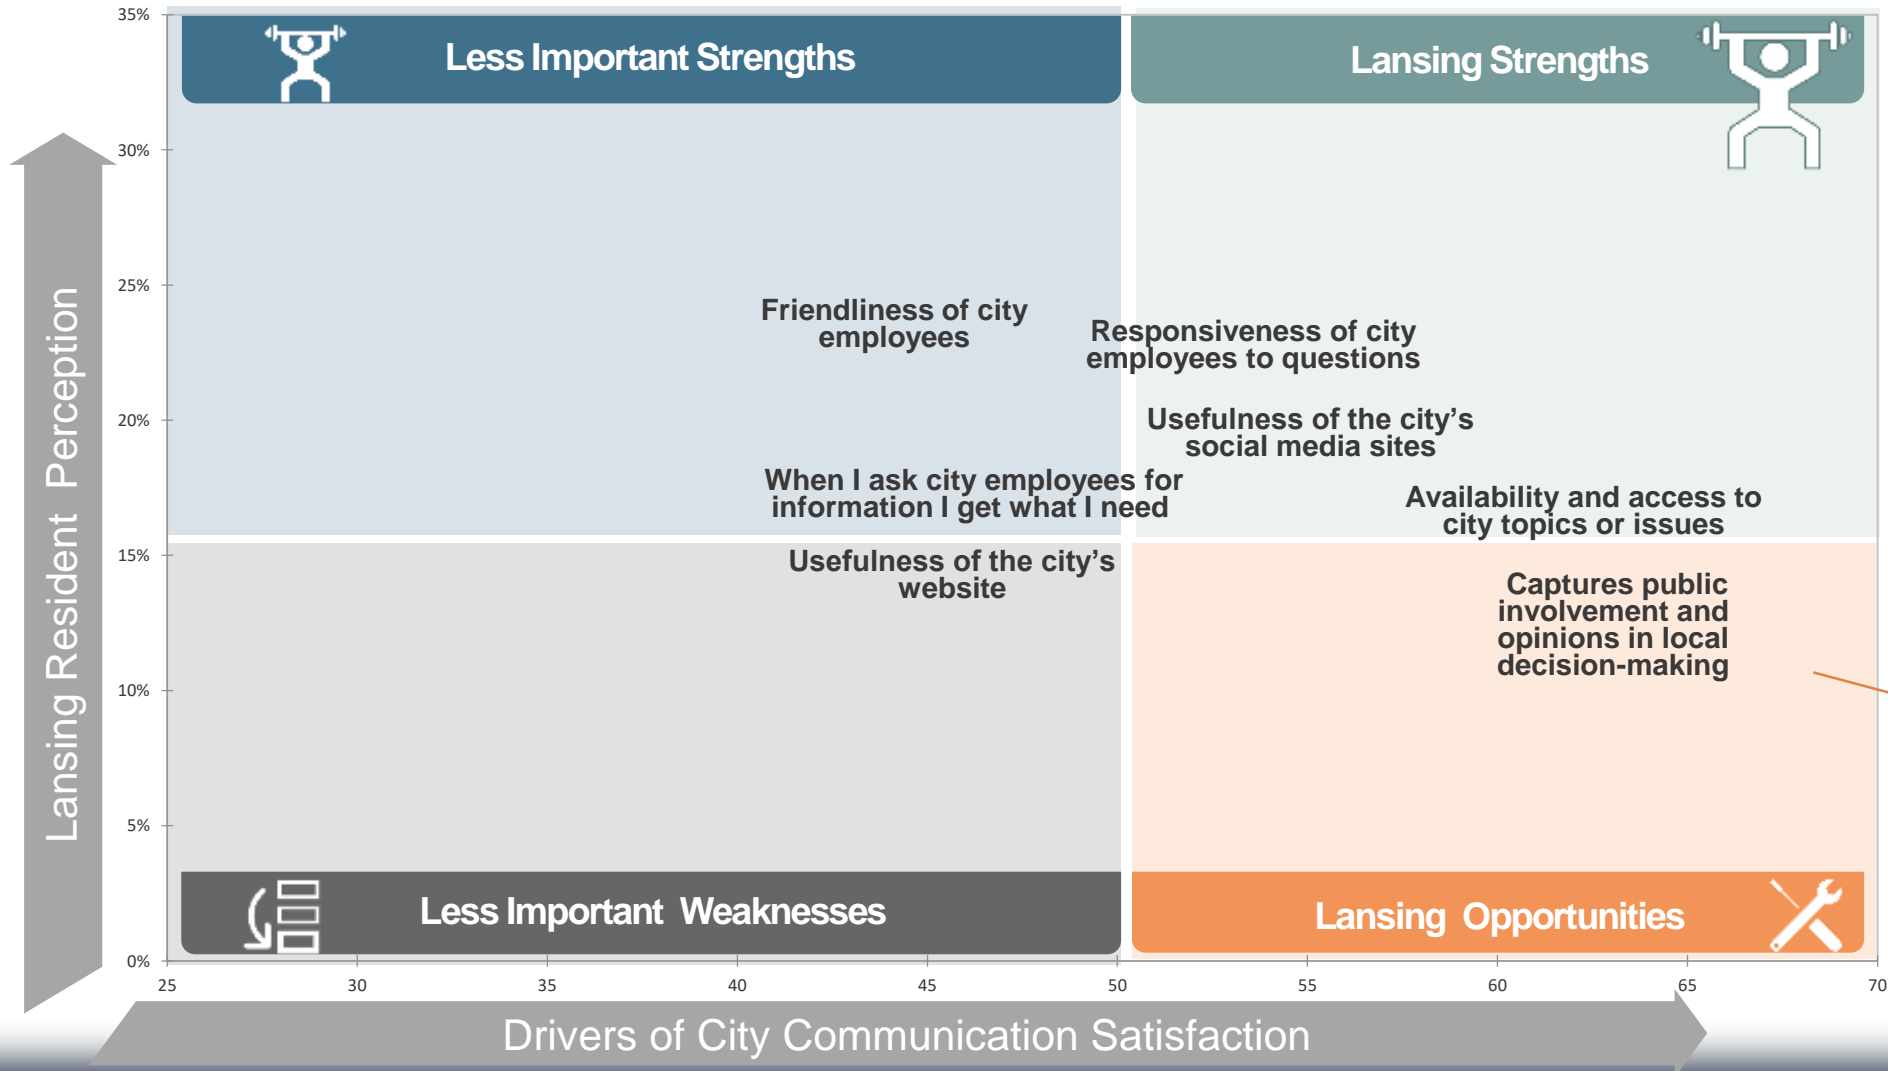 35%
Less Important Strengths
Lansing Strengths
30%
25%
20%
15%
10%
5%
0%
Lansing Resident Perception
Friendliness of city
employees
Responsiveness of city
employees to questions
Usefulness of the city’s
social media sites
When I ask city employees for
information I get what I need
Availability and access to
city topics or issues
Usefulness of the city’s
website
Captures public
involvement and
opinions in local
decision-making
Less Important Weaknesses
Lansing Opportunities
25 30 35 40 45 50 55 60 65 70
Drivers of City Communication Satisfaction